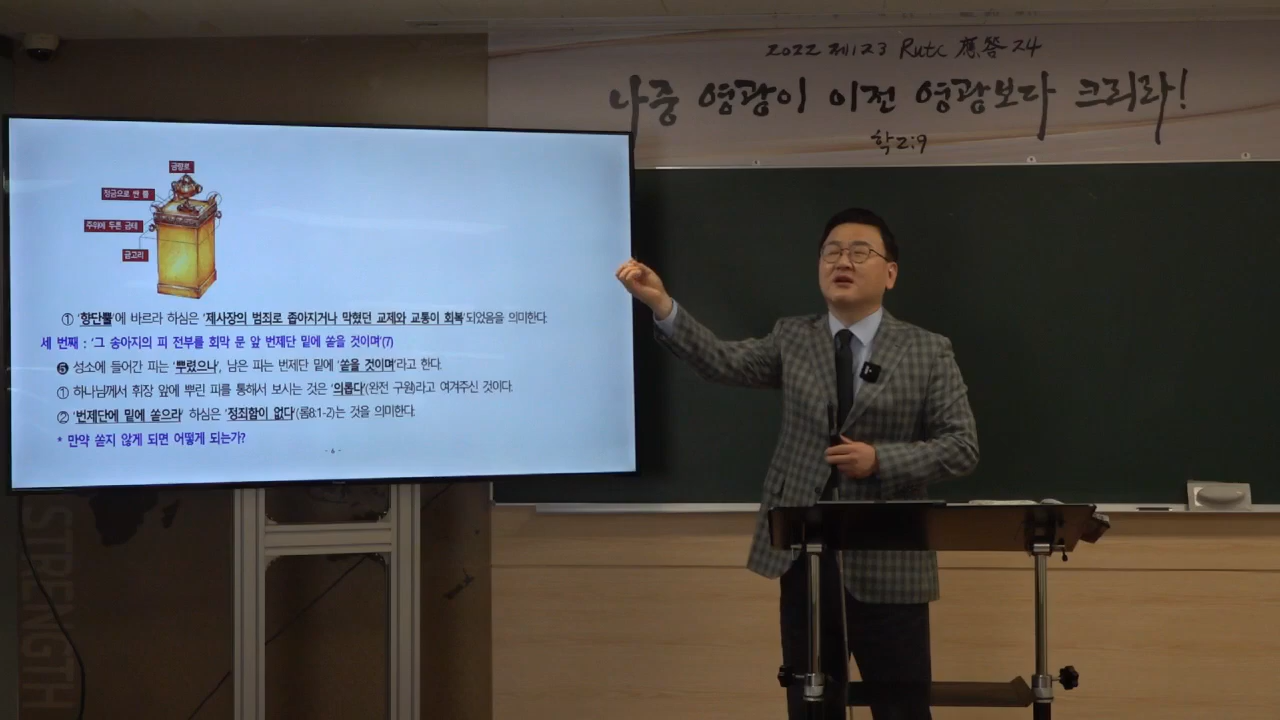 2022 제123 RUTC 應答 24
나중 영광이 이전 영광보다 크리라!
학2:9
금향로
정금으로 싼 뿔
주위에 두른 금테
금고리
① '향단뿔'에 바르라 하심은 '제사장의 범죄로 좁아지거나 막혔던 교제와 교통이 회복'되었음을 의미한다.
세 번째 : '그 송아지의 피 전부를 회막 문 앞 번제단 밑에 쏟을 것이며'(7)
❺ 성소에 들어간 피는 '뿌렸으나', 남은 피는 번제단 밑에 '쏟을 것이며'라고 한다.
① 하나님께서 휘장 앞에 뿌린 피를 통해서 보시는 것은 '의롭다'(완전 구원)라고 여겨주신 것이다.
② '번제단에 밑에 쏟으라' 하심은 '정죄함이 없다'(롬8:1-2)는 것을 의미한다.
* 만약 쏟지 않게 되면 어떻게 되는가?
- 4 -
STRENGTH